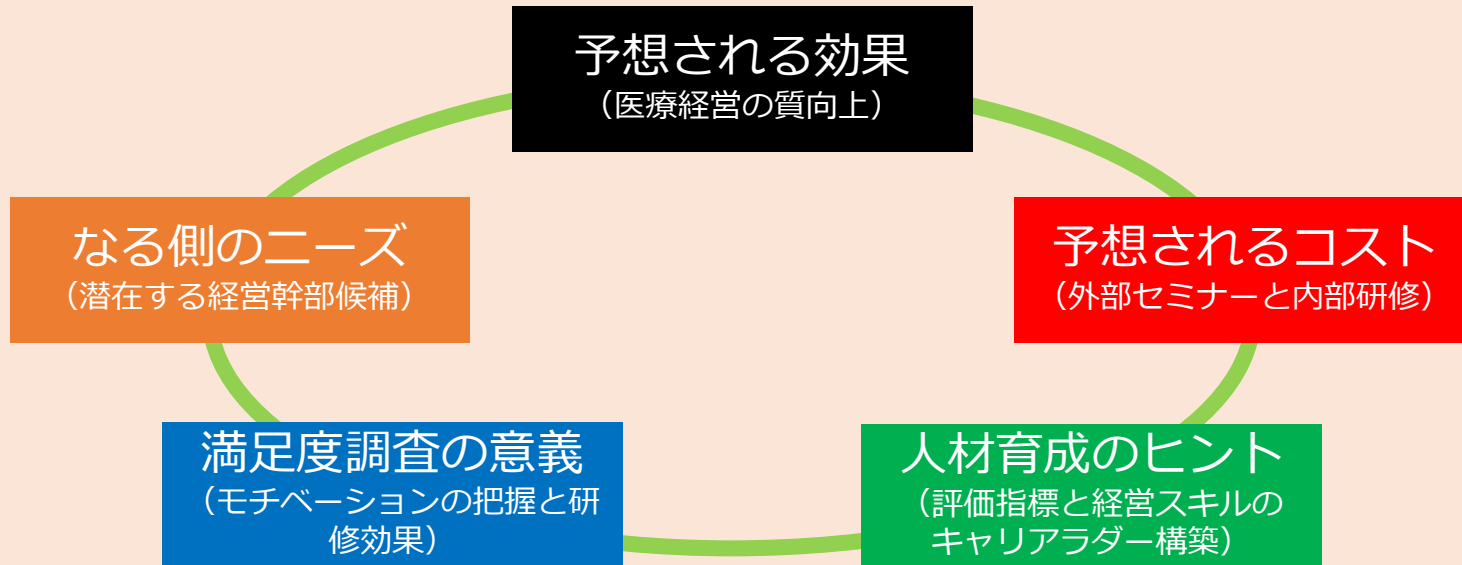 予想される効果
（医療経営の質向上）
なる側のニーズ
（潜在する経営幹部候補）
予想されるコスト
（外部セミナーと内部研修）
満足度調査の意義
（モチベーションの把握と研
修効果）
人材育成のヒント
（評価指標と経営スキルの
キャリアラダー構築）